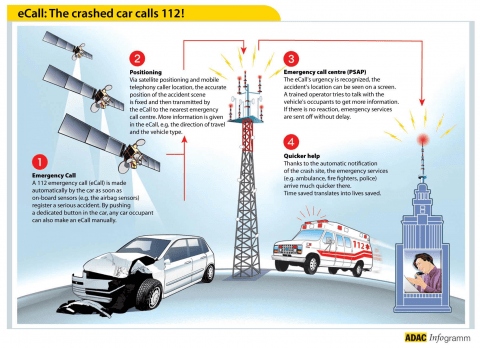 eCall: The crashed car calls 112!
2
Positioning
Via satellite positioning and mobile
telephony caller location, the accurate
position of the accident scene
is fixed and then transmitted by
the eCall to the nearest emergency
call centre. More information is given
in the eCall, e.g. the direction of travel
and the vehicle type.
3
Emergency call centre (PSAP)
The eCall's urgency is recognized, the
accident's location can be seen on a screen.
A trained operator tries to talk with the
vehicle's occupants to get more information.
If there is no reaction, emergency services
are sent off without delay.
1
Emergency Call
A 112 emergency call (eCall) is made
automatically by the car as soon as
on-board sensors (e.g. the airbag sensors)
register a serious accident. By pushing
a dedicated button in the car, any car occupant
can also make an eCall manually.
4
Quicker help
Thanks to the automatic notification
of the crash site, the emergency services
(e.g. ambulance, fire fighters, police)
arrive much quicker there.
Time saved translates into lives saved.
112
ADAC Infogramm